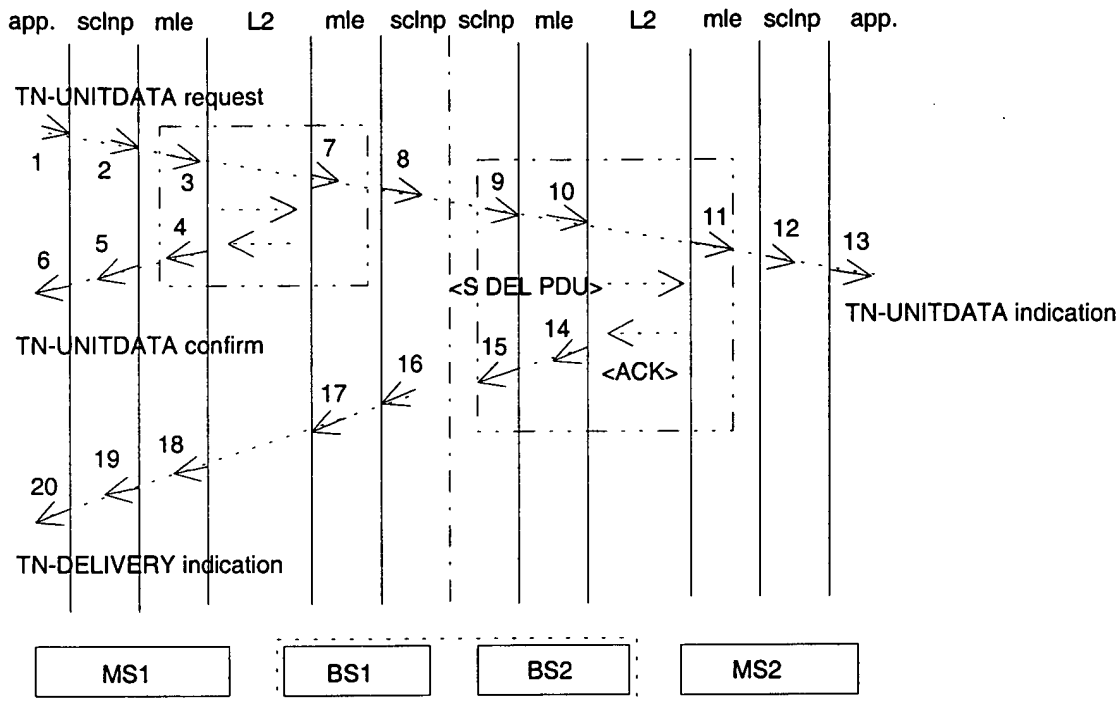 app. sclnp mle L2 mle sclnp sclnp mle L2 mle sclnp app.
TN-UNITDATA request
1 2 3 7 8 9 10 11 12 13
4
5
6
<S DEL PDU>
TN-UNITDATA indication
TN-UNITDATA confirm
14
15
<ACK>
16
17
18
19
20
TN-DELIVERY indication
MS1 BS1 BS2 MS2